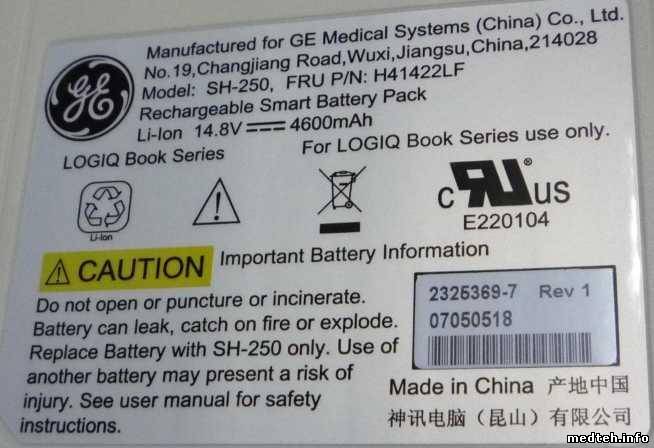 GE
Manufactured for GE Medical Systems (China) Co., Ltd.
No.19,Changjiang Road,Wuxi,Jiangsu,China,214028
Model: SH-250, FRU P/N: H41422LF
Rechargeable Smart Battery Pack
Li-Ion 14.8V 4600mAh
LOGIQ Book Series
For LOGIQ Book Series use only.
Li-Ion
c RU® us
E220104
CAUTION
Important Battery Information
Do not open or puncture or incinerate.
Battery can leak, catch on fire or explode.
Replace Battery with SH-250 only. Use of
another battery may present a risk of
injury. See user manual for safety
instructions.
2325369-7 Rev 1
07050518
Made in China 产地中国
神讯电脑（昆山）有限公司
medteh.info